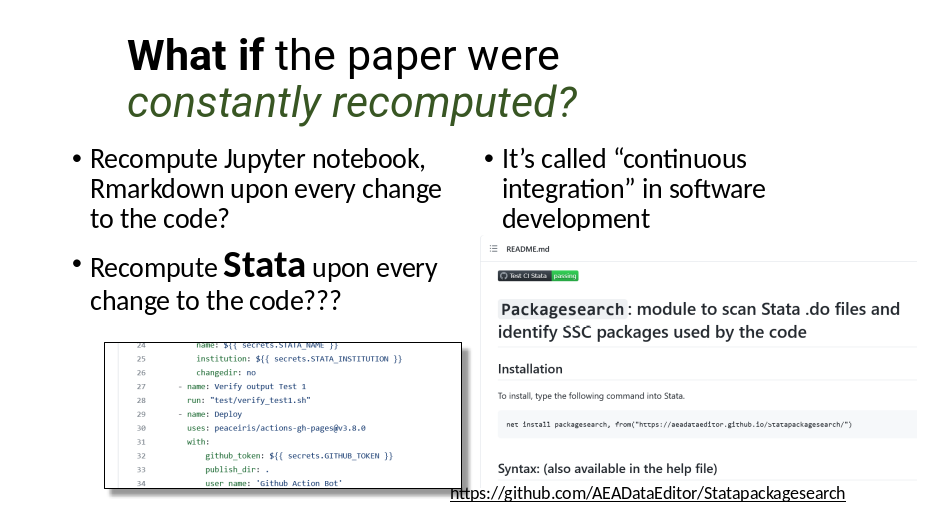 What if the paper were
constantly recomputed?
• Recompute Jupyter notebook,
Rmarkdown upon every change
to the code?
• Recompute Stata upon every
change to the code???
24 name: ${{ secrets.STATA_NAME }}
25 institution: ${{ secrets.STATA_INSTITUTION }}
26 changedir: no
27 - name: Verify output Test 1
28 run: "test/verify_test1.sh"
29 - name: Deploy
30 uses: peaceiris/actions-gh-pages@v3.8.0
31 with:
32 github_token: ${{ secrets.GITHUB_TOKEN }}
33 publish_dir: .
34 user_name: 'Github Action Bot'
• It’s called “continuous
integration” in software
development
README.md
Test CI Stata passing
Packagesearch: module to scan Stata .do files and
identify SSC packages used by the code
Installation
To install, type the following command into Stata.
net install packagesearch, from("https://aeadataeditor.github.io/Statapackagesearch/")
Syntax: (also available in the help file)
https://github.com/AEADataEditor/Statapackagesearch